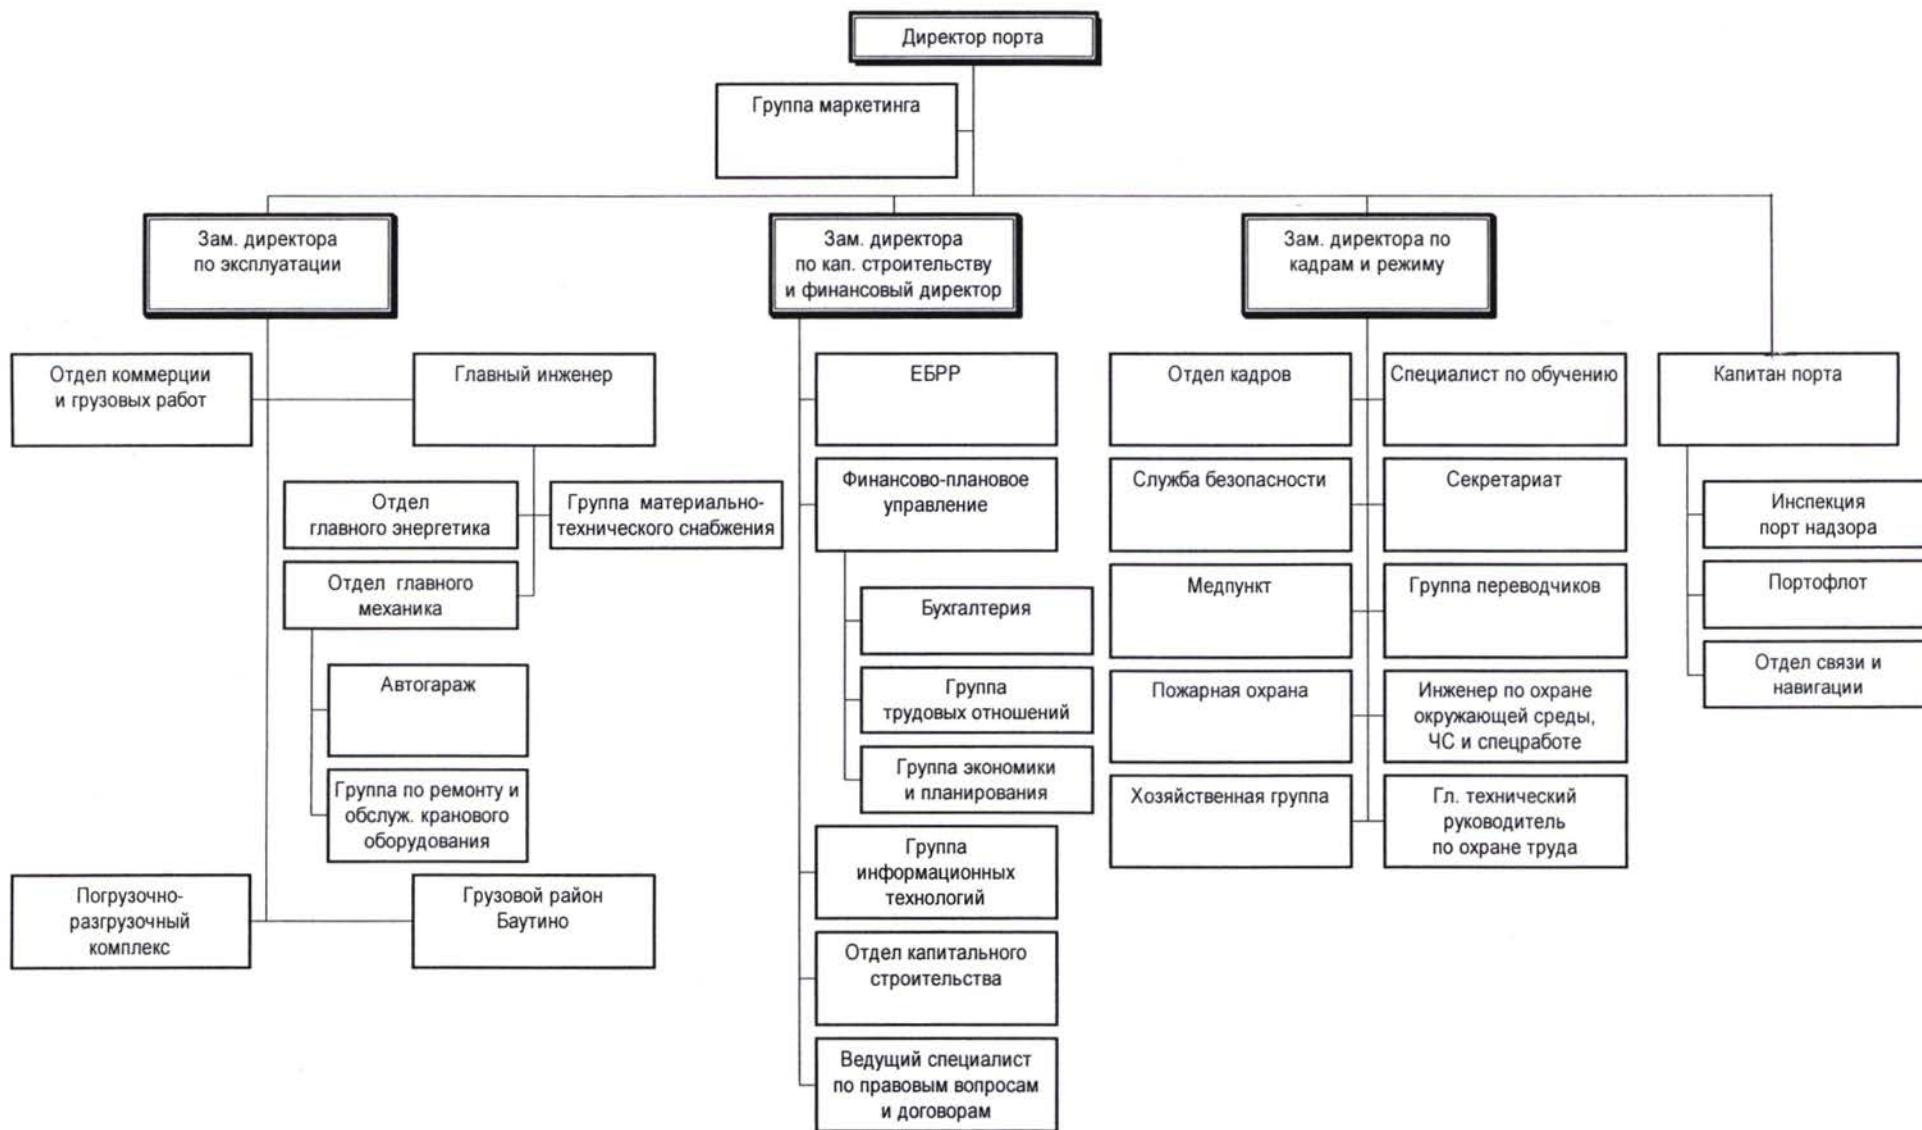 Директор порта
Группа маркетинга
Зам. директора
по эксплуатации
Зам. директора
по кап. строительству
и финансовый директор
Зам. директора по
кадрам и режиму
Отдел коммерции
и грузовых работ
Главный инженер
Отдел
главного энергетика
Группа материально-
технического снабжения
Отдел главного
механика
Автогараж
Группа по ремонту и
обслуж. кранового
оборудования
Погрузочно-
разгрузочный
комплекс
Грузовой район
Баутино
ЕБРР
Финансово-плановое
управление
Бухгалтерия
Группа
трудовых отношений
Группа экономики
и планирования
Группа
информационных
технологий
Отдел капитального
строительства
Ведущий специалист
по правовым вопросам
и договорам
Отдел кадров
Специалист по обучению
Служба безопасности
Секретариат
Медпункт
Группа переводчиков
Пожарная охрана
Инженер по охране
окружающей среды,
ЧС и спецработе
Хозяйственная группа
Гл. технический
руководитель
по охране труда
Капитан порта
Инспекция
порт надзора
Портофлот
Отдел связи и
навигации